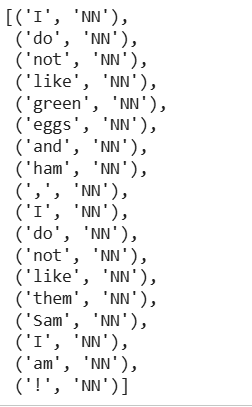 [('I', 'NN'),
('do', 'NN'),
('not', 'NN'),
('like', 'NN'),
('green', 'NN'),
('eggs', 'NN'),
('and', 'NN'),
('ham', 'NN'),
(',', 'NN'),
('I', 'NN'),
('do', 'NN'),
('not', 'NN'),
('like', 'NN'),
('them', 'NN'),
('Sam', 'NN'),
('I', 'NN'),
('am', 'NN'),
('!', 'NN')]